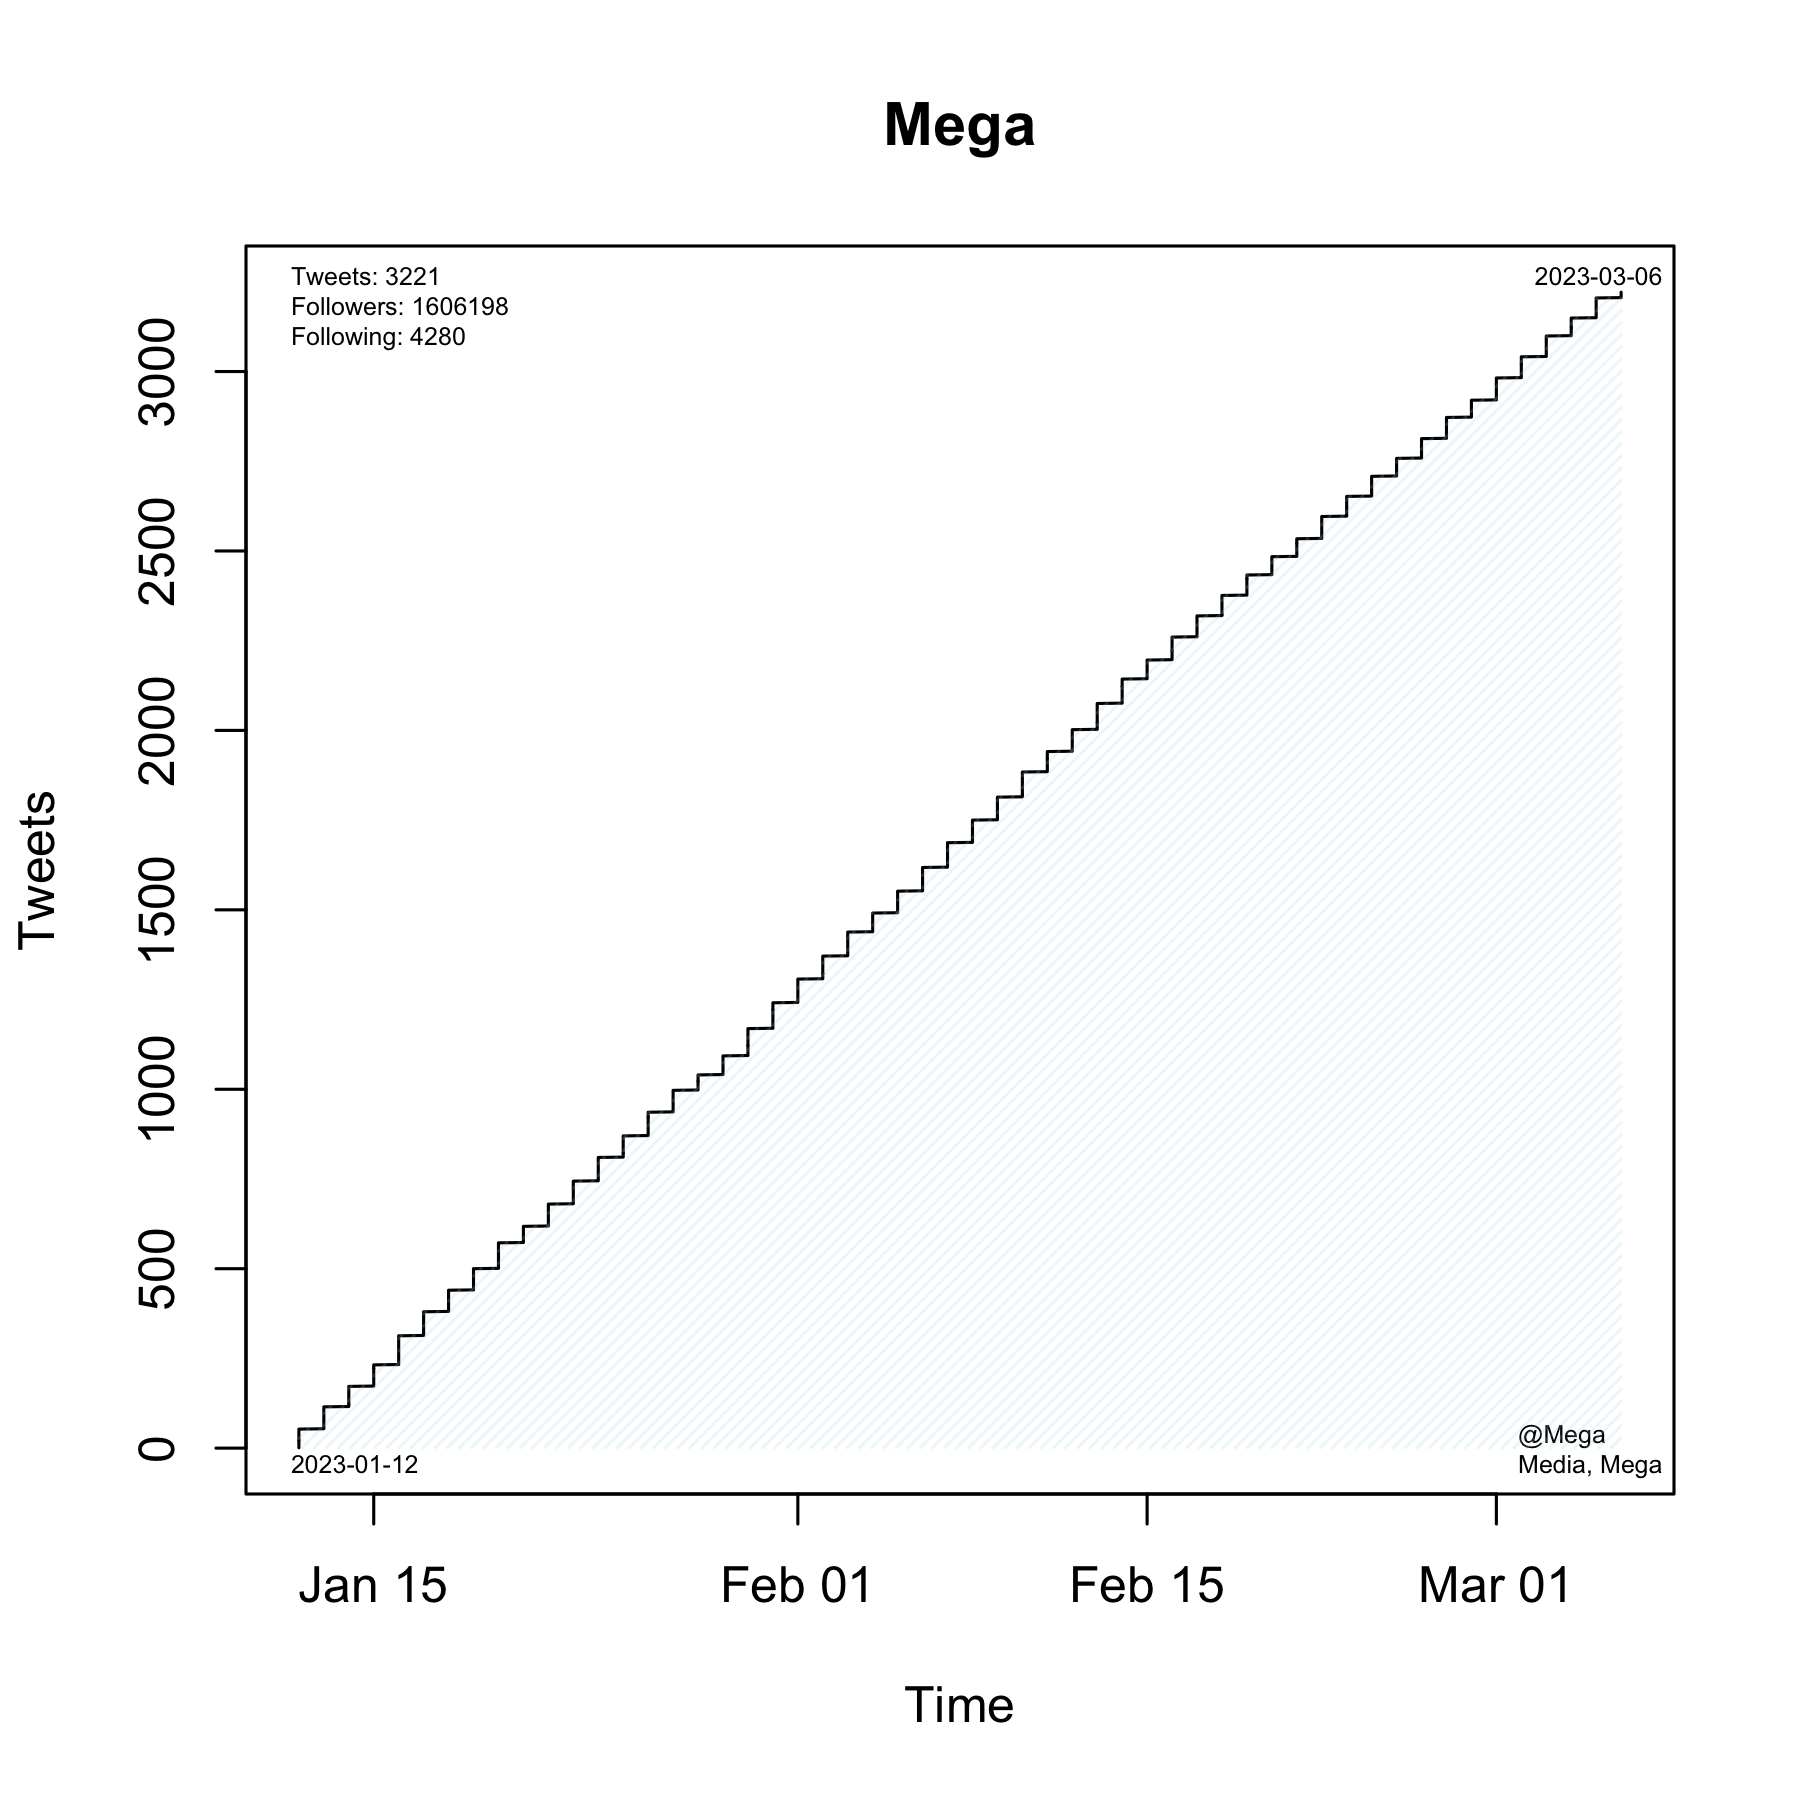 Mega
Tweets: 3221
Followers: 1606198
Following: 4280
2023-03-06
3000
2500
2000
1500
1000
500
0
Tweets
2023-01-12
@Mega
Media, Mega
Jan 15
Feb 01
Feb 15
Mar 01
Time